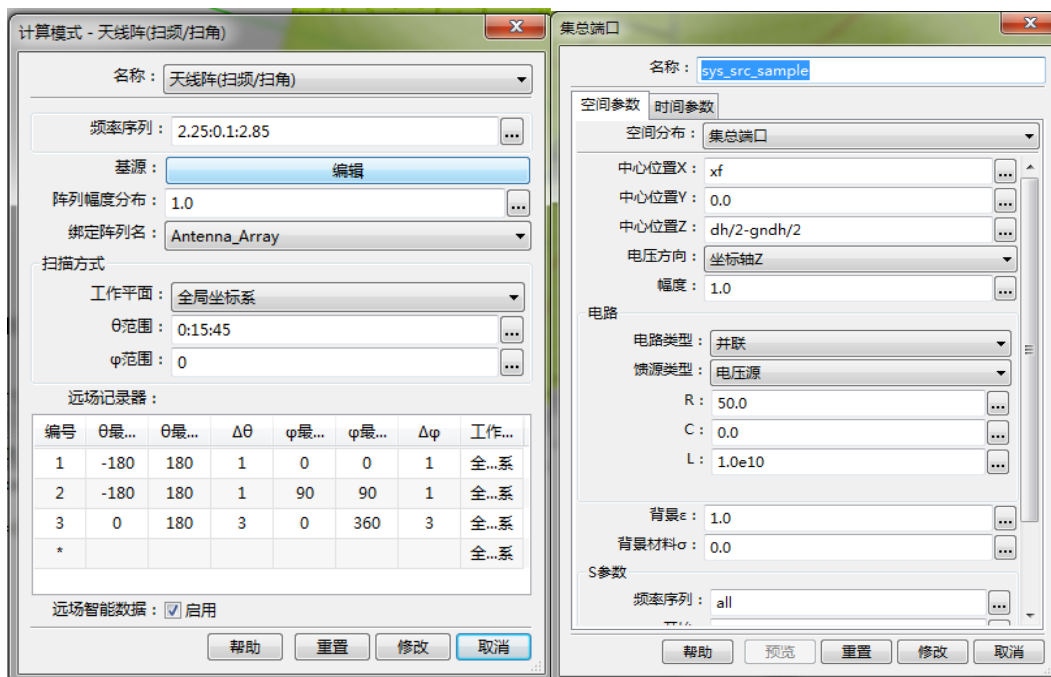 计算模式 - 天线阵(扫频/扫角)
名称： 天线阵(扫频/扫角)
频率序列： 2.25:0.1:2.85 ...
基源： 编辑
阵列幅度分布： 1.0 ...
绑定阵列名： Antenna_Array
扫描方式
工作平面： 全局坐标系
θ范围： 0:15:45 ...
φ范围： 0 ...
远场记录器：
编号 θ最... θ最... Δθ φ最... φ最... Δφ 工作...
1 -180 180 1 0 0 1 全...系
2 -180 180 1 90 90 1 全...系
3 0 180 3 0 360 3 全...系
* 全...系
远场智能数据： 启用
帮助 重置 修改 取消
集总端口
名称： sys_src_sample
空间参数 时间参数
空间分布： 集总端口
中心位置X： xf ...
中心位置Y： 0.0 ...
中心位置Z： dh/2-gndh/2 ...
电压方向： 坐标轴Z
幅度： 1.0 ...
电路
电路类型： 并联
馈源类型： 电压源
R： 50.0 ...
C： 0.0 ...
L： 1.0e10 ...
背景ε： 1.0 ...
背景材料σ： 0.0 ...
S参数
频率序列： all ...
帮助 预览 重置 修改 取消